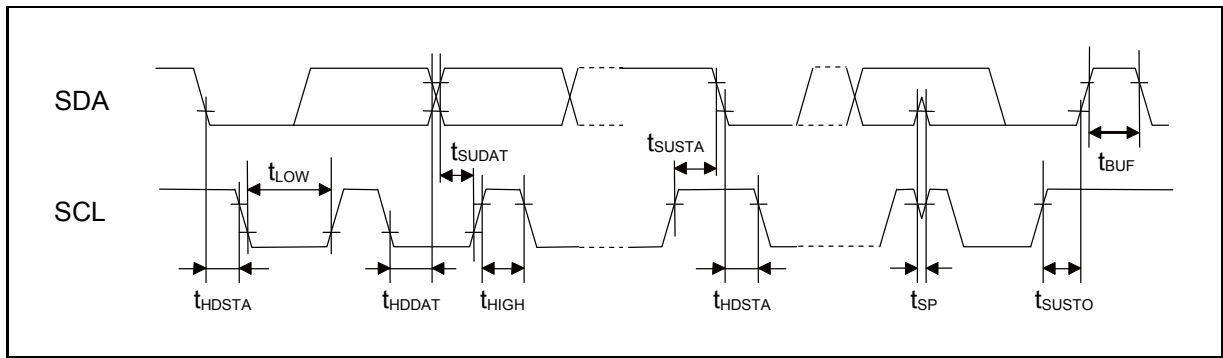 SDA
tSUDAT
tSUSTA
tBUF
tLOW
SCL
tHDSTA
tHDDAT
tHIGH
tHDSTA
tSP
tSUSTO